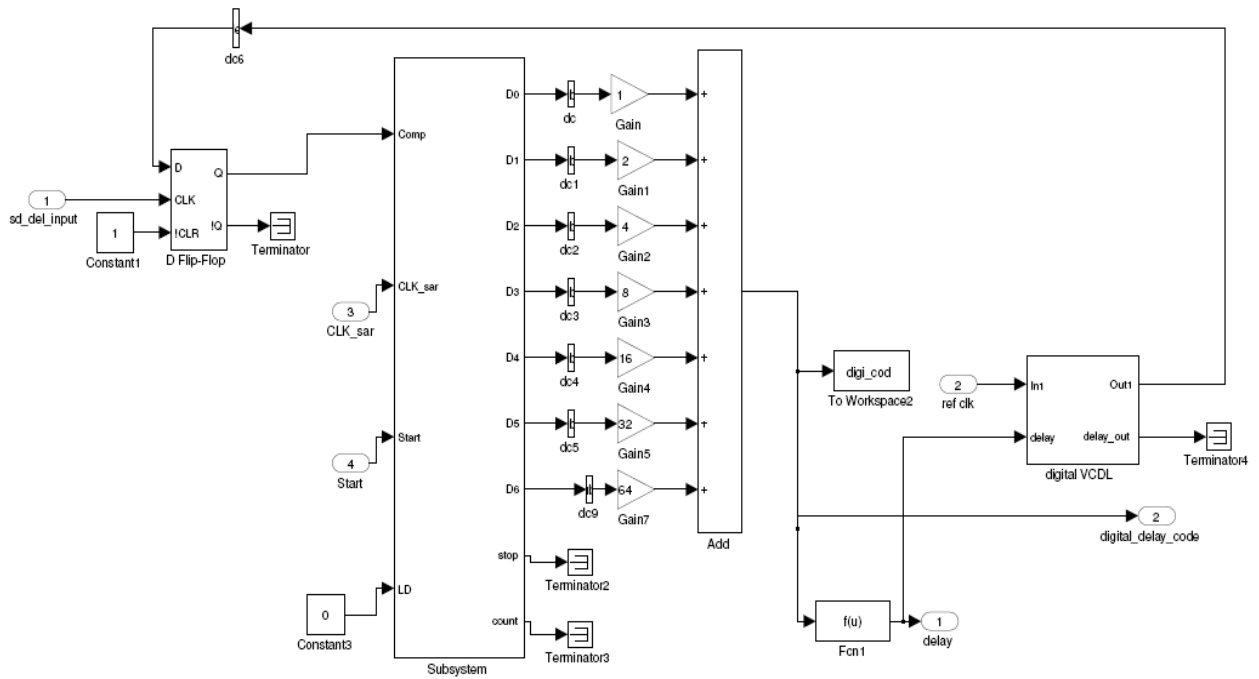 dc6
D
CLK
!CLR
Q
!Q
D Flip-Flop
1
sd_del_input
1
Constant1
Terminator
Comp
CLK_sar
Start
LD
D0
D1
D2
D3
D4
D5
D6
stop
count
Subsystem
3
CLK_sar
4
Start
0
Constant3
dc
1
Gain
dc1
2
Gain1
dc2
4
Gain2
dc3
8
Gain3
dc4
16
Gain4
dc5
32
Gain5
dc9
64
Gain7
Terminator2
Terminator3
+
+
+
+
+
+
+
Add
digi_cod
To Workspace2
2
ref clk
In1
delay
Out1
delay_out
digital VCDL
Terminator4
2
digital_delay_code
f(u)
Fcn1
1
delay